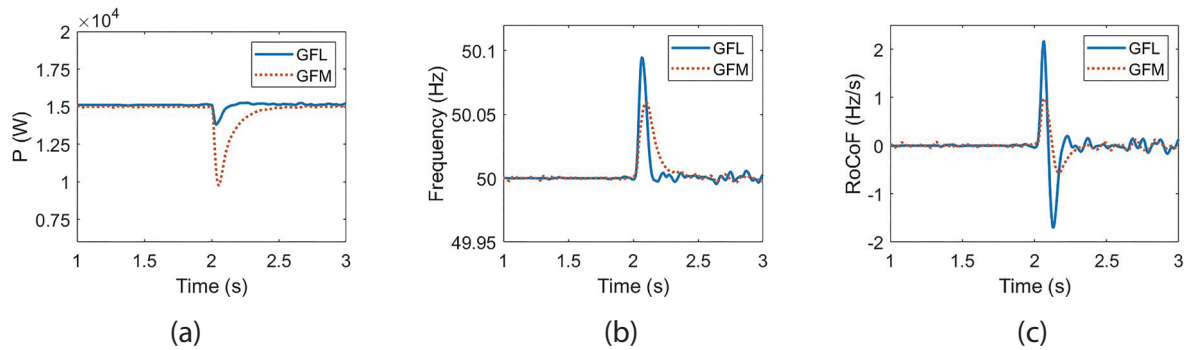 ×10⁴
2
1.75
1.5
1.25
1
0.75
P (W)
GFL
GFM
1
1.5
2
2.5
3
Time (s)
(a)
50.1
50.05
50
49.95
Frequency (Hz)
GFL
GFM
1
1.5
2
2.5
3
Time (s)
(b)
2
1
0
-1
-2
RoCoF (Hz/s)
GFL
GFM
1
1.5
2
2.5
3
Time (s)
(c)